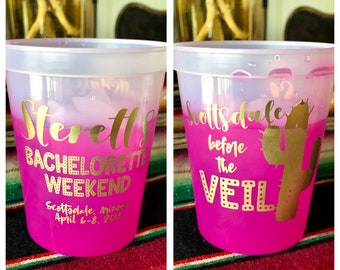 Sterett's
BACHELORETTE
WEEKEND
Scottsdale, Arizona
April 6-8, 2018
Scottsdale
before
the
VEIL